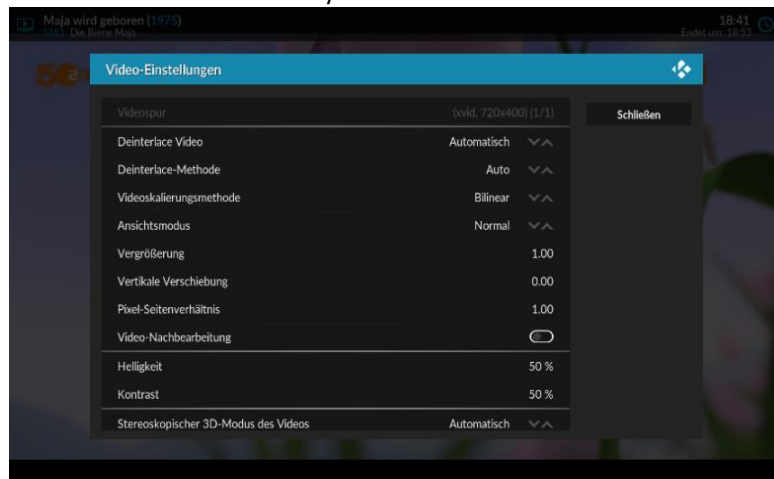 Maja wird geboren (1975)
S1E1. Die Biene Maja
18:41
Endet um: 18:53
Video-Einstellungen
Videospur (xvid, 720x400) (1/1)
Schließen
Deinterlace Video Automatisch
Deinterlace-Methode Auto
Videoskalierungsmethode Bilinear
Ansichtsmodus Normal
Vergrößerung 1.00
Vertikale Verschiebung 0.00
Pixel-Seitenverhältnis 1.00
Video-Nachbearbeitung
Helligkeit 50 %
Kontrast 50 %
Stereoskopischer 3D-Modus des Videos Automatisch